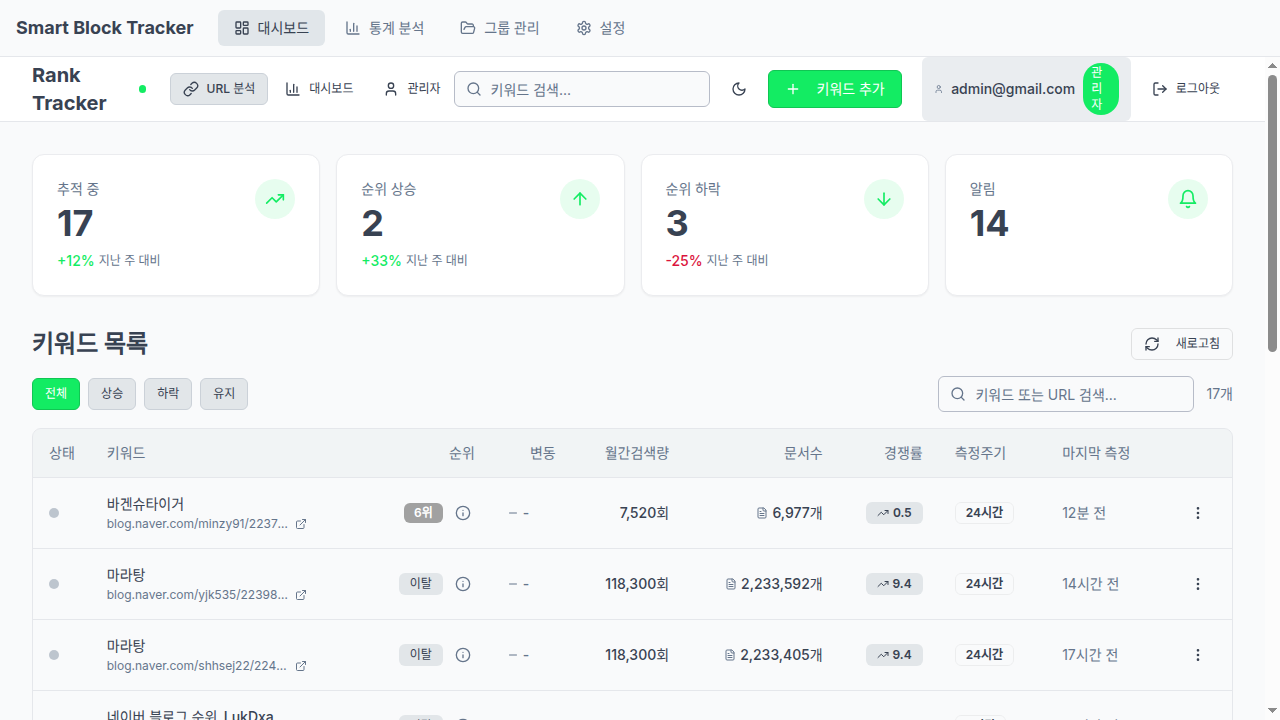 Smart Block Tracker 대시보드 통계 분석 그룹 관리 설정
Rank Tracker URL 분석 대시보드 관리자 키워드 검색... 키워드 추가 admin@gmail.com 관리자 로그아웃
추적 중 순위 상승 순위 하락 알림
17 2 3 14
+12% 지난 주 대비 +33% 지난 주 대비 -25% 지난 주 대비
키워드 목록 새로고침
전체 상승 하락 유지 키워드 또는 URL 검색... 17개
상태 키워드 순위 변동 월간검색량 문서수 경쟁률 측정주기 마지막 측정
바겐슈타이거
blog.naver.com/minzy91/2237... 6위 - 7,520회 6,977개 0.5 24시간 12분 전
마라탕
blog.naver.com/yjk535/22398... 이탈 - 118,300회 2,233,592개 9.4 24시간 14시간 전
마라탕
blog.naver.com/shhsej22/224... 이탈 - 118,300회 2,233,405개 9.4 24시간 17시간 전
네이버 블로그 순위_LukDxa